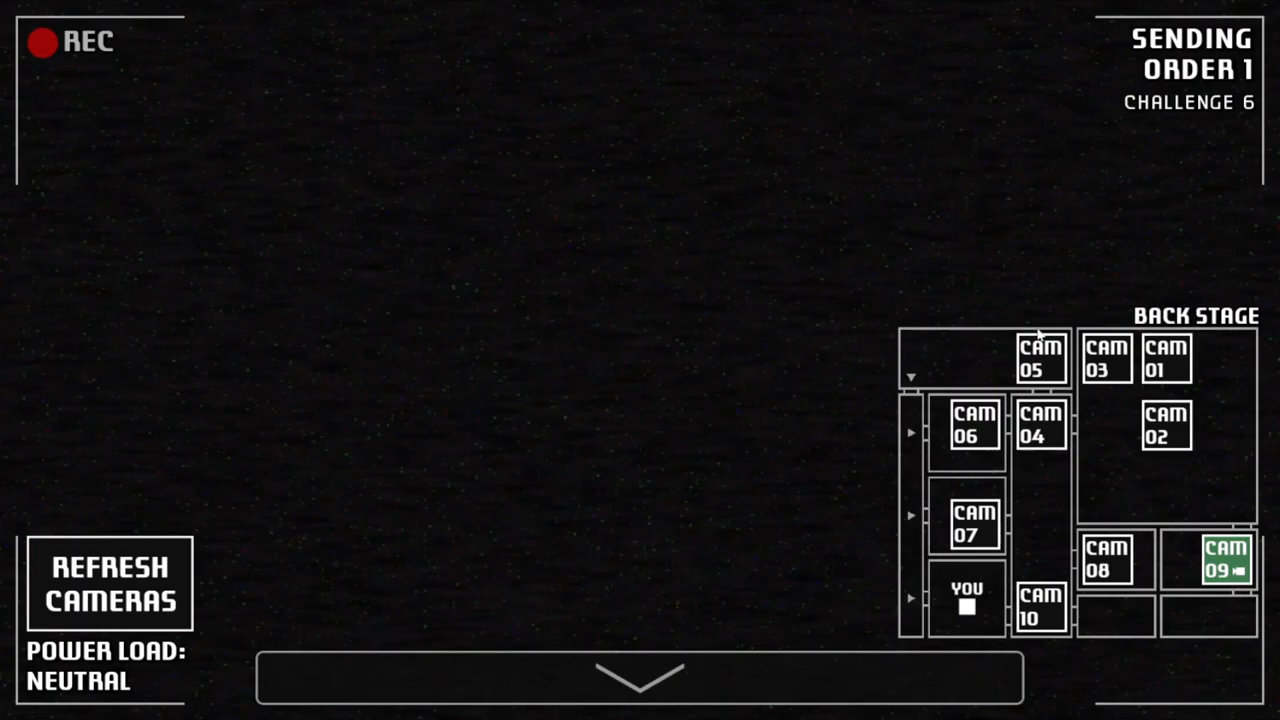 REC
SENDING
ORDER 1
CHALLENGE 6
BACK STAGE
CAM
05
CAM
03
CAM
01
CAM
06
CAM
04
CAM
02
CAM
07
CAM
08
CAM
09
YOU
CAM
10
REFRESH
CAMERAS
POWER LOAD:
NEUTRAL